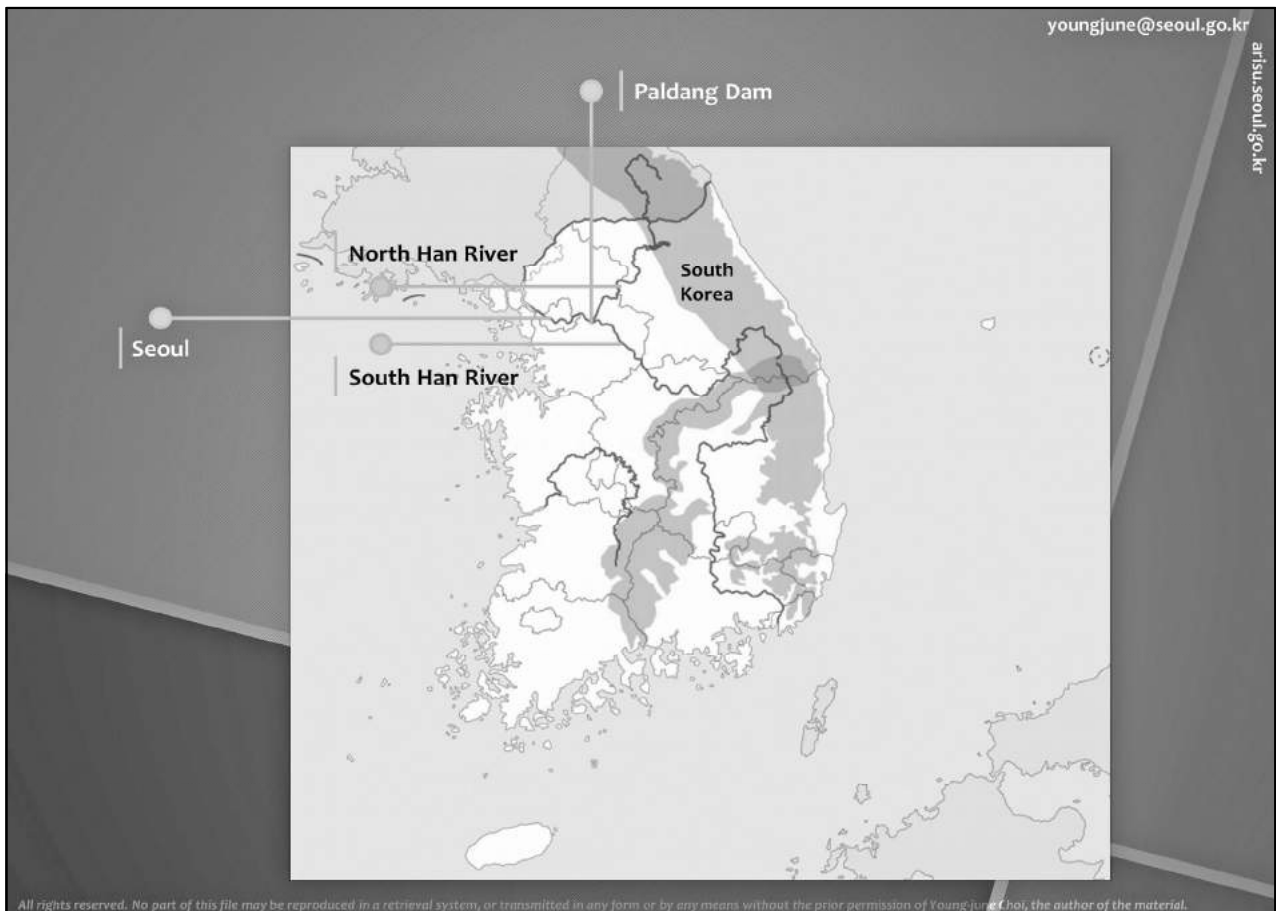 youngjune@seoul.go.kr
arisu.seoul.go.kr
Paldang Dam
North Han River
South
Korea
Seoul
South Han River
All rights reserved. No part of this file may be reproduced in a retrieval system, or transmitted in any form or by any means without the prior permission of Young-june Choi, the author of the material.